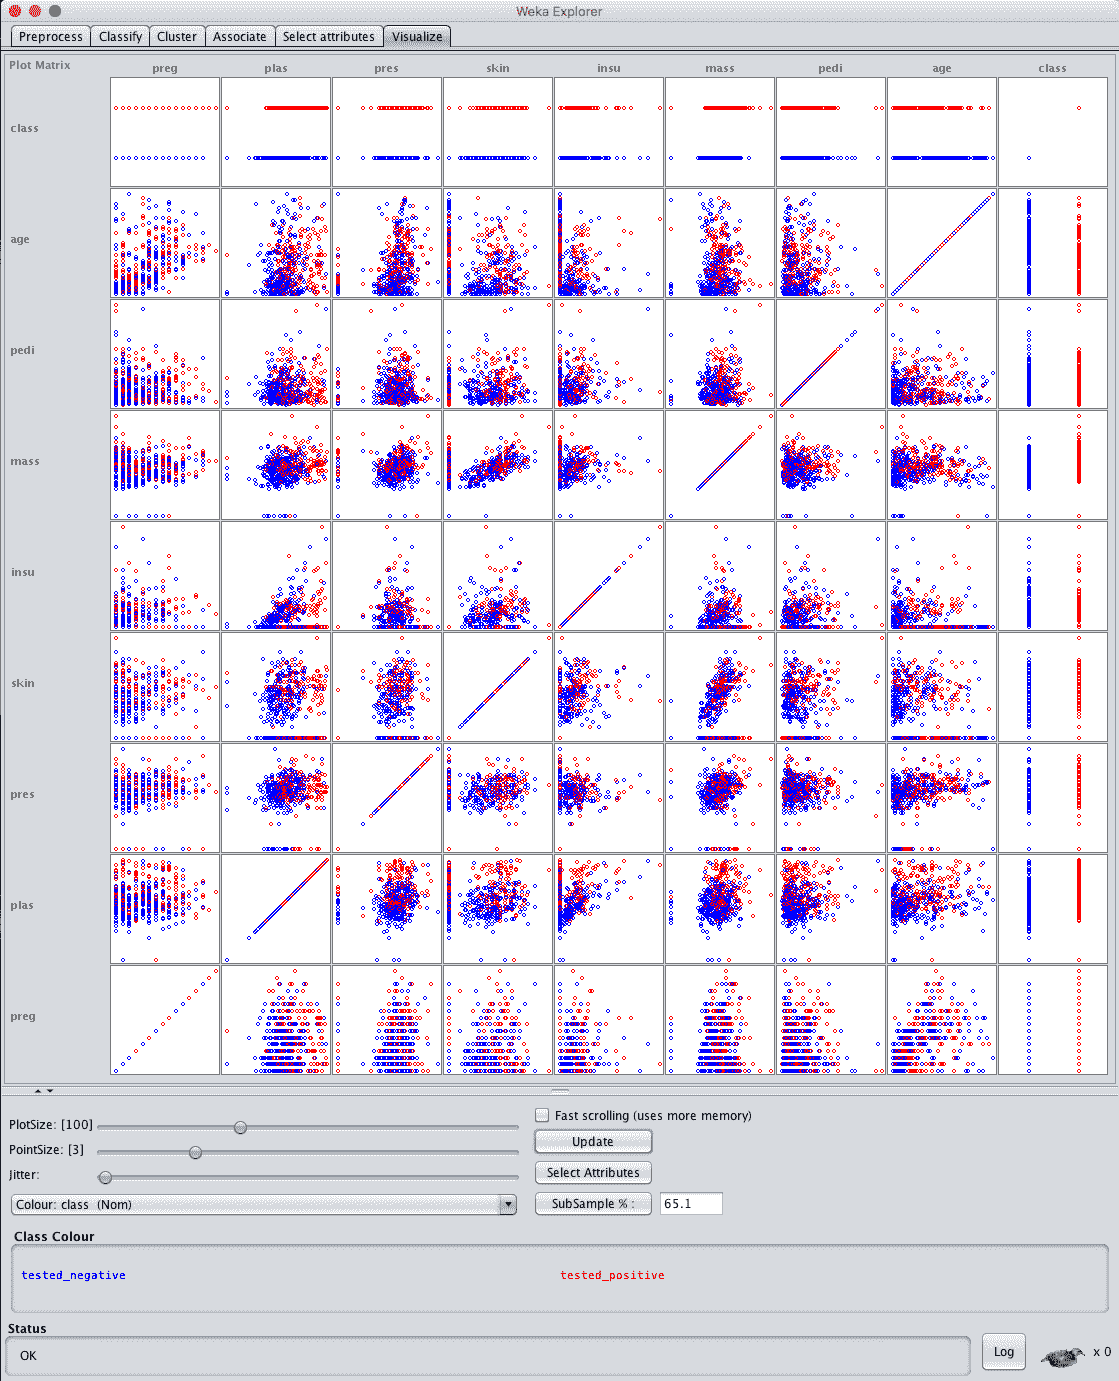 Weka Explorer
Preprocess Classify Cluster Associate Select attributes Visualize
Plot Matrix preg plas pres skin insu mass pedi age class
class
age
pedi
mass
insu
skin
pres
plas
preg
PlotSize: [100]
PointSize: [3]
Jitter:
Colour: class (Nom)
Fast scrolling (uses more memory)
Update
Select Attributes
SubSample % : 65.1
Class Colour
tested_negative tested_positive
Status
OK
Log x 0